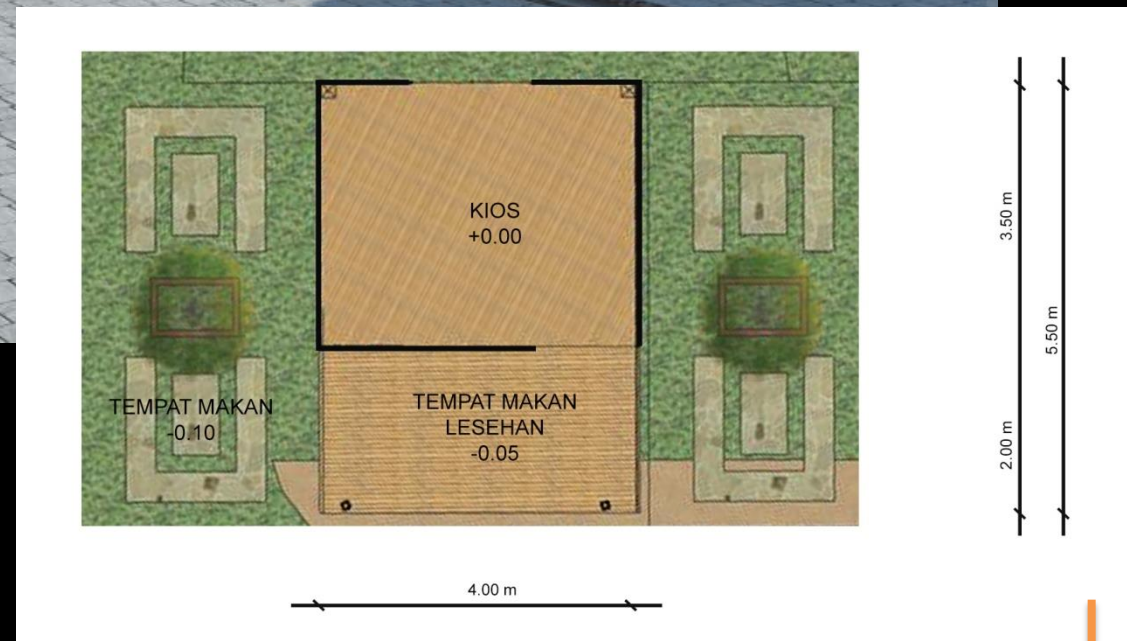 KIOS
+0.00
TEMPAT MAKAN
LESEHAN
-0.05
TEMPAT MAKAN
-0.10
3.50 m
2.00 m
5.50 m
4.00 m